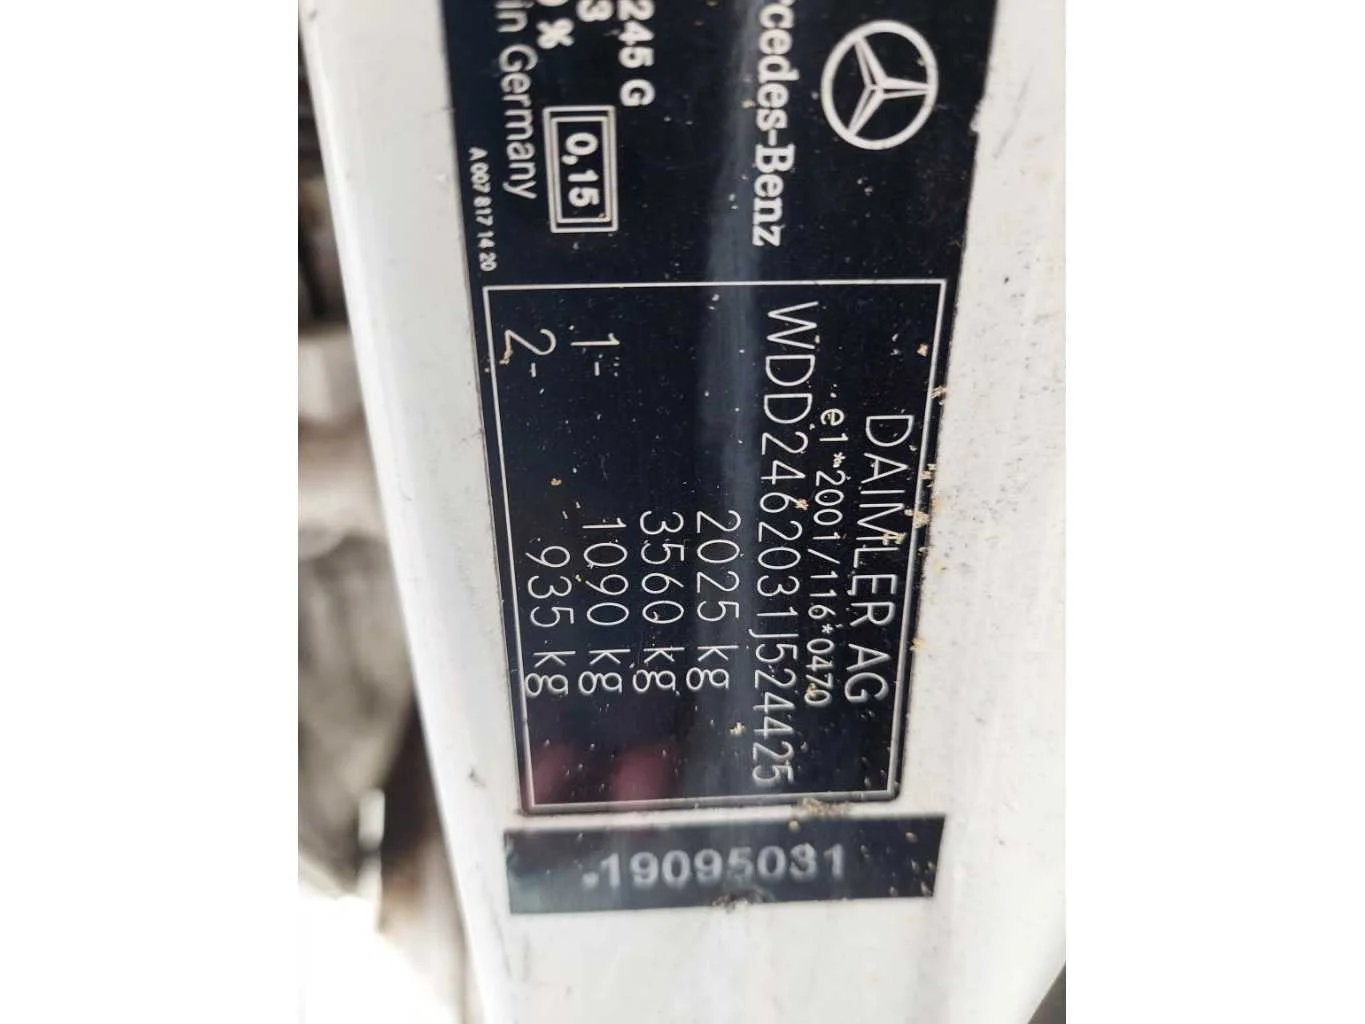 rcedes-Benz
245 G
3
%
in Germany
0,15
A 007 817 14 20
DAIMLER AG
e1*2001/116*0470
WDD2462031J524425
2025 kg
3560 kg
1- 1090 kg
2- 935 kg
.19095031